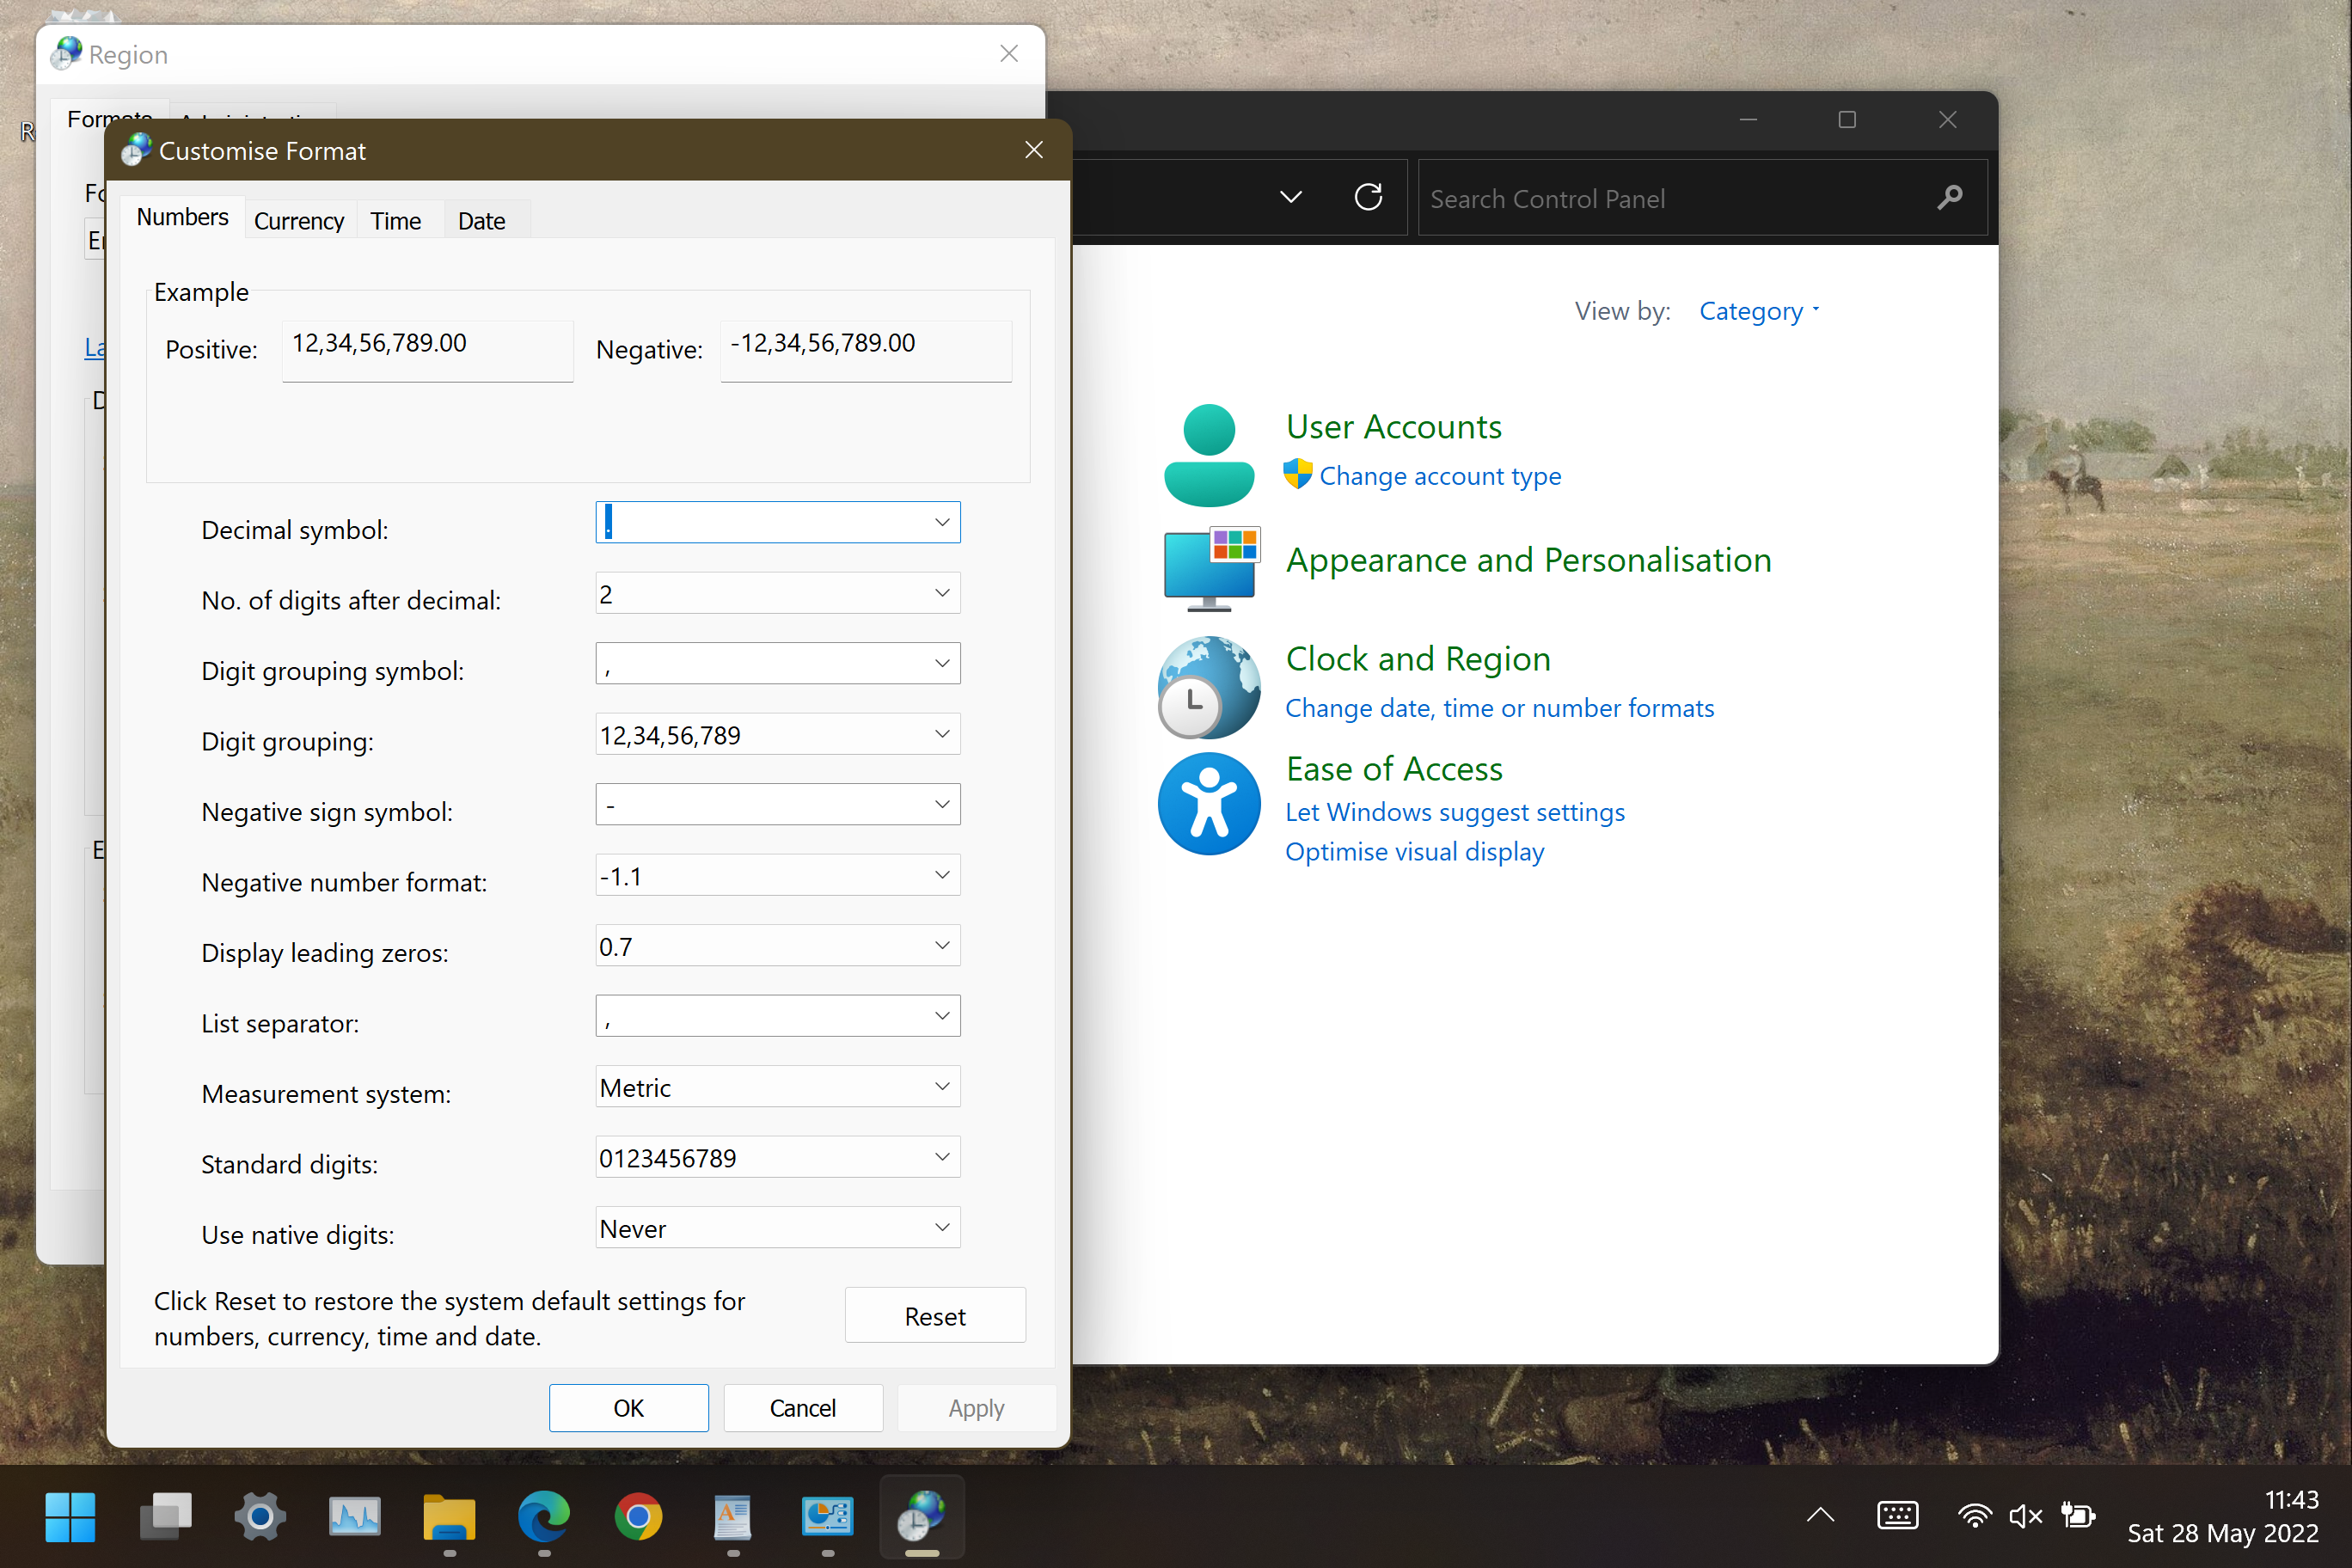 Region
Formats
Customise Format
Numbers
Currency
Time
Date
Example
Positive:
12,34,56,789.00
Negative:
-12,34,56,789.00
Decimal symbol:
.
No. of digits after decimal:
2
Digit grouping symbol:
,
Digit grouping:
12,34,56,789
Negative sign symbol:
-
Negative number format:
-1.1
Display leading zeros:
0.7
List separator:
,
Measurement system:
Metric
Standard digits:
0123456789
Use native digits:
Never
Click Reset to restore the system default settings for
numbers, currency, time and date.
Reset
OK
Cancel
Apply
Search Control Panel
View by:
Category
User Accounts
Change account type
Appearance and Personalisation
Clock and Region
Change date, time or number formats
Ease of Access
Let Windows suggest settings
Optimise visual display
11:43
Sat 28 May 2022